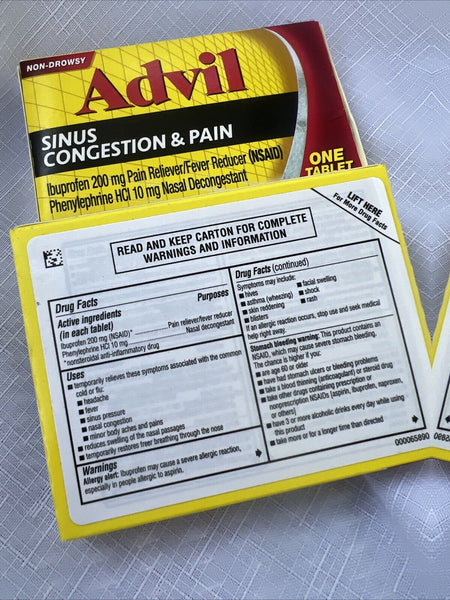 NON-DROWSY
Advil
SINUS
CONGESTION & PAIN
Ibuprofen 200 mg Pain Reliever/Fever Reducer (NSAID)
Phenylephrine HCl 10 mg Nasal Decongestant
ONE
TABLET
READ AND KEEP CARTON FOR COMPLETE
WARNINGS AND INFORMATION
LIFT HERE
For More Drug Facts
Drug Facts
Active ingredients
(in each tablet)
Purposes
Ibuprofen 200 mg (NSAID)* Pain reliever/fever reducer
Phenylephrine HCl 10 mg Nasal decongestant
*nonsteroidal anti-inflammatory drug
Uses
■ temporarily relieves these symptoms associated with the common
cold or flu:
■ headache
■ fever
■ sinus pressure
■ nasal congestion
■ minor body aches and pains
■ reduces swelling of the nasal passages
■ temporarily restores freer breathing through the nose
Warnings
Allergy alert: Ibuprofen may cause a severe allergic reaction,
especially in people allergic to aspirin.
Drug Facts (continued)
Symptoms may include: ■ facial swelling
■ hives ■ shock
■ asthma (wheezing) ■ rash
■ skin reddening
■ blisters
If an allergic reaction occurs, stop use and seek medical
help right away.
Stomach bleeding warning: This product contains an
NSAID, which may cause severe stomach bleeding.
The chance is higher if you:
■ are age 60 or older
■ have had stomach ulcers or bleeding problems
■ take a blood thinning (anticoagulant) or steroid drug
■ take other drugs containing prescription or
nonprescription NSAIDs [aspirin, ibuprofen, naproxen,
or others]
■ have 3 or more alcoholic drinks every day while using
this product
■ take more or for a longer time than directed
000065890